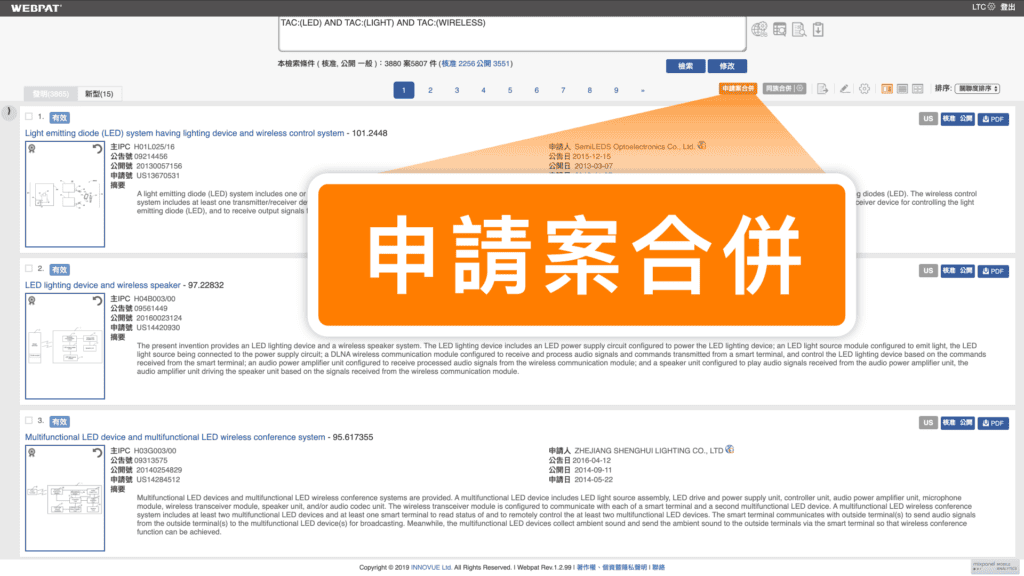 WEBPAT
LTC 登出
TAC:(LED) AND TAC:(LIGHT) AND TAC:(WIRELESS)
本檢索條件 ( 核准, 公開 一般 ) : 3880 案5807 件 (核准 2256 公開 3551)
檢索 修改
發明(3865) 新型(15)
1 2 3 4 5 6 7 8 9 »
申請案合併 同族合併
排序: 關聯度排序
1. 有效
US 核准 公開 PDF
Light emitting diode (LED) system having lighting device and wireless control system - 101.2448
主IPC H01L025/16
公告號 09214456
公開號 20130057156
申請號 US13670531
摘要
申請人 SemiLEDS Optoelectronics Co., Ltd.
公告日 2015-12-15
公開日 2013-03-07
A light emitting diode (LED) system includes one or
g diodes (LED). The wireless control
system includes at least one transmitter/receiver de
ceiver device for controlling the light
emitting diode (LED), and to receive output signals
申請案合併
2. 有效
US 核准 公開 PDF
LED lighting device and wireless speaker - 97.22832
主IPC H04B003/00
公告號 09561449
公開號 20160023124
申請號 US14420930
摘要
The present invention provides an LED lighting device and a wireless speaker system. The LED lighting device includes an LED power supply circuit configured to power the LED lighting device; an LED light source module configured to emit light, the LED
light source being connected to the power supply circuit; a DLNA wireless communication module configured to receive and process audio signals and commands transmitted from a smart terminal, and control the LED lighting device based on the commands
received from the smart terminal; an audio power amplifier unit configured to receive processed audio signals from the wireless communication module; and a speaker unit configured to play audio signals received from the audio power amplifier unit, the
audio amplifier unit driving the speaker unit based on the signals received from the wireless communication module.
3. 有效
US 核准 公開 PDF
Multifunctional LED device and multifunctional LED wireless conference system - 95.617355
主IPC H03G003/00
公告號 09313575
公開號 20140254829
申請號 US14284512
摘要
申請人 ZHEJIANG SHENGHUI LIGHTING CO., LTD
公告日 2016-04-12
公開日 2014-09-11
申請日 2014-05-22
Multifunctional LED devices and multifunctional LED wireless conference systems are provided. A multifunctional LED device includes LED light source assembly, LED drive and power supply unit, controller unit, audio power amplifier unit, microphone
module, wireless transceiver module, speaker unit, and/or audio codec unit. The wireless transceiver module is configured to communicate with each of a smart terminal and a second multifunctional LED device. A multifunctional LED wireless conference
system includes at least two multifunctional LED devices and at least one smart terminal to read status of and to remotely control the at least two multifunctional LED devices. The smart terminal communicates with outside terminal(s) to send audio signals
from the outside terminal(s) to the multifunctional LED device(s) for broadcasting. Meanwhile, the multifunctional LED devices collect ambient sound and send the ambient sound to the outside terminals via the smart terminal so that wireless conference
function can be achieved.
Copyright © 2019 INNOVUE Ltd. All Rights Reserved. I Webpat Rev.1.2.99 I 著作權、個資暨隱私聲明 I 聯絡